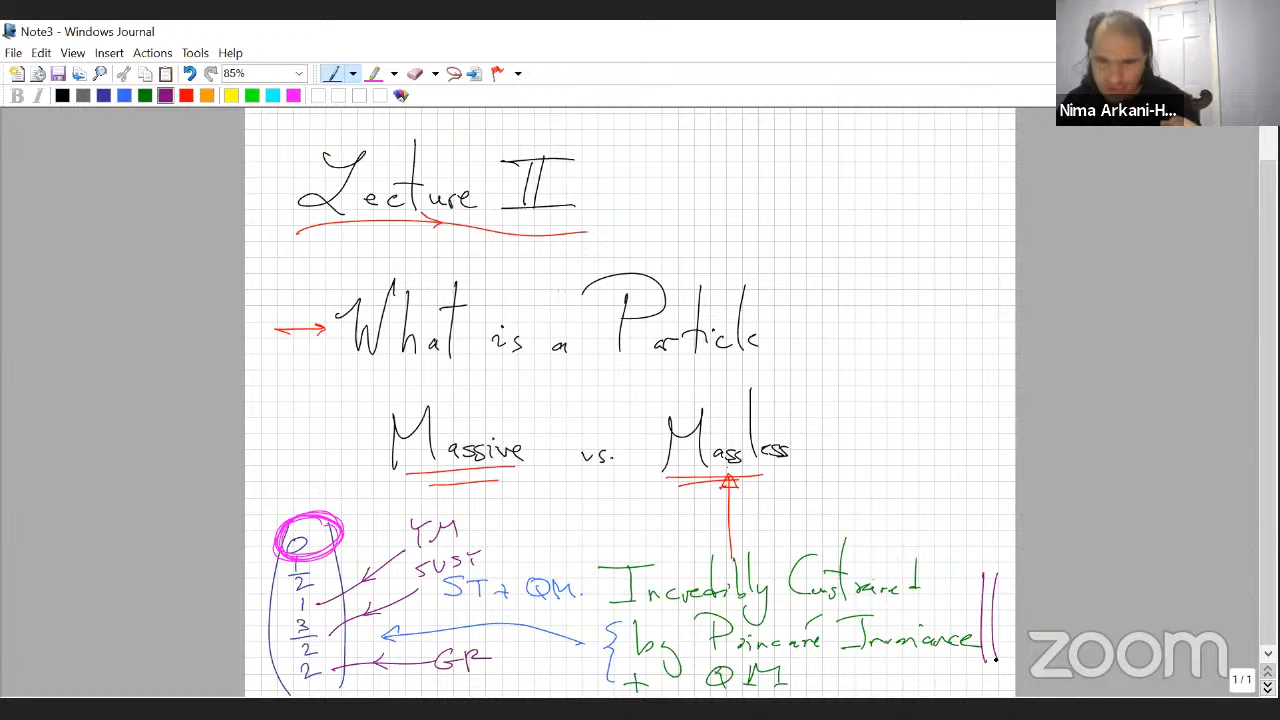 Note3 - Windows Journal
File Edit View Insert Actions Tools Help
85%
B I
Nima Arkani-H...
Lecture II
What is a Particle
Massive vs. Massless
0
1/2
1
3/2
2
YM
SUSY
GR
ST + QM.
Incredibly Constrained
by Poincaré Invariance
+ QM
zoom
1 / 1